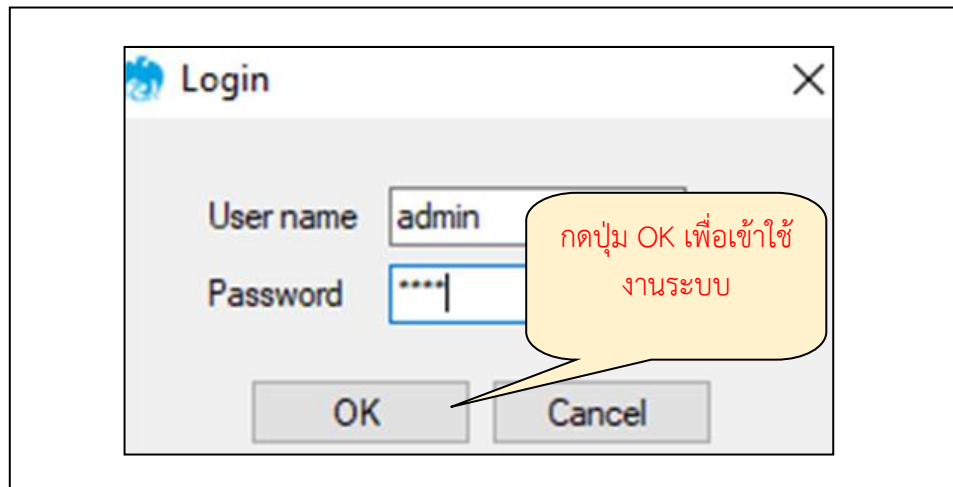 Login
User name admin
กดปุ่ม OK เพื่อเข้าใช้
งานระบบ
Password ****
OK Cancel